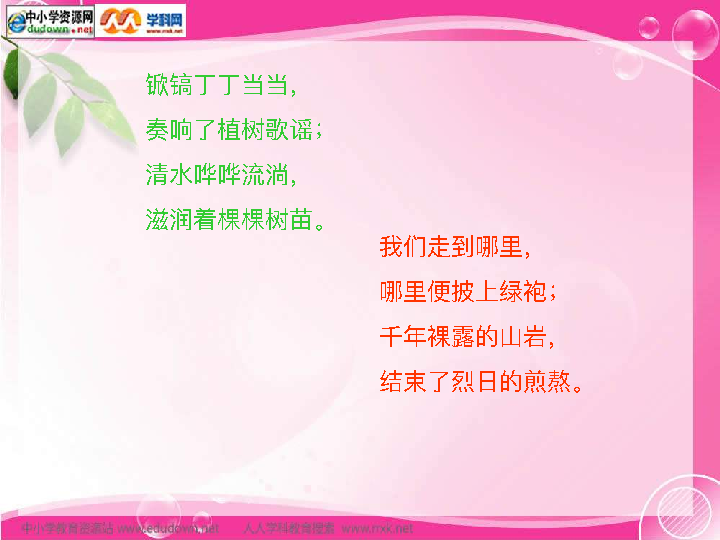 中小学资源网
dudown.net
学科网
www.nxk.net
锨镐丁丁当当，
奏响了植树歌谣；
清水哗哗流淌，
滋润着棵棵树苗。
我们走到哪里，
哪里便披上绿袍；
千年裸露的山岩，
结束了烈日的煎熬。
中小学教育资源站 www.edudown.net 人人学科教育搜索 www.rrxk.net